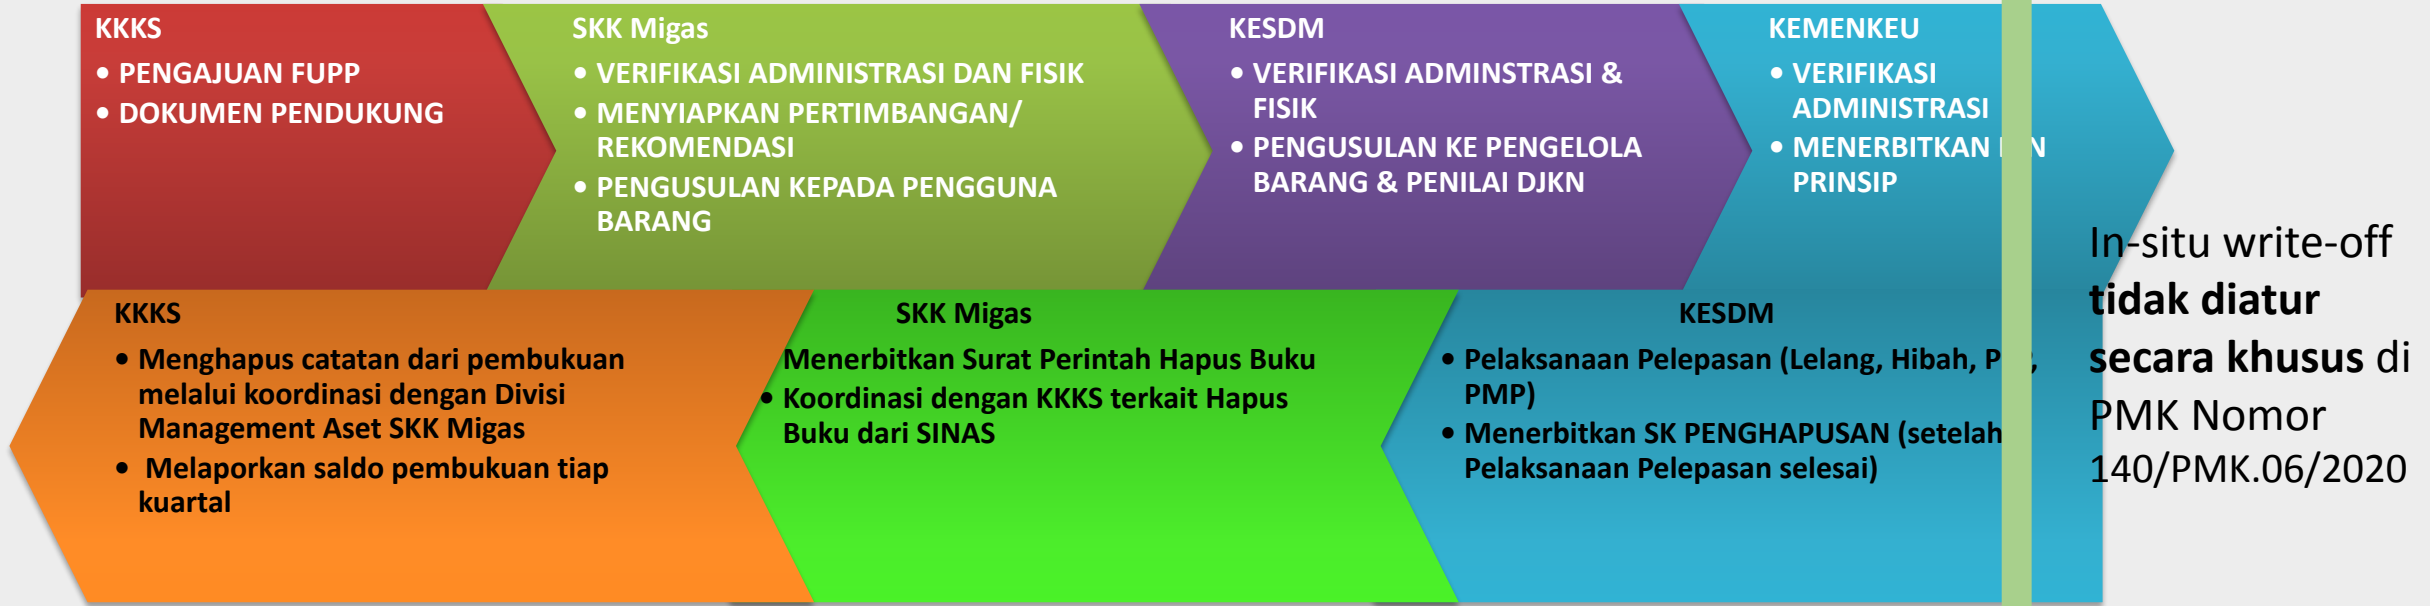 KKKS
• PENGAJUAN FUPP
• DOKUMEN PENDUKUNG
SKK Migas
• VERIFIKASI ADMINISTRASI DAN FISIK
• MENYIAPKAN PERTIMBANGAN/
REKOMENDASI
• PENGUSULAN KEPADA PENGGUNA
BARANG
KESDM
• VERIFIKASI ADMINSTRASI &
FISIK
• PENGUSULAN KE PENGELOLA
BARANG & PENILAI DJKN
KEMENKEU
• VERIFIKASI
ADMINISTRASI
• MENERBITKAN
PRINSIP
KESDM
• Pelaksanaan Pelepasan (Lelang, Hibah,
PMP)
• Menerbitkan SK PENGHAPUSAN (setelah
Pelaksanaan Pelepasan selesai)
SKK Migas
Menerbitkan Surat Perintah Hapus Buku
• Koordinasi dengan KKKS terkait Hapus
Buku dari SINAS
KKKS
• Menghapus catatan dari pembukuan
melalui koordinasi dengan Divisi
Management Aset SKK Migas
• Melaporkan saldo pembukuan tiap
kuartal
In-situ write-off
tidak diatur
secara khusus di
PMK Nomor
140/PMK.06/2020